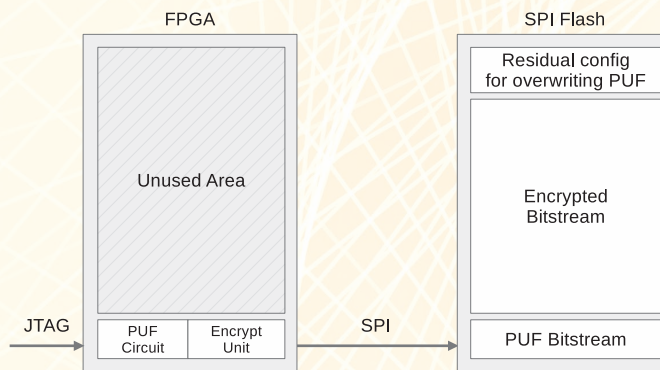 FPGA
Unused Area
JTAG
PUF
Circuit
Encrypt
Unit
SPI
SPI Flash
Residual config
for overwriting PUF
Encrypted
Bitstream
PUF Bitstream